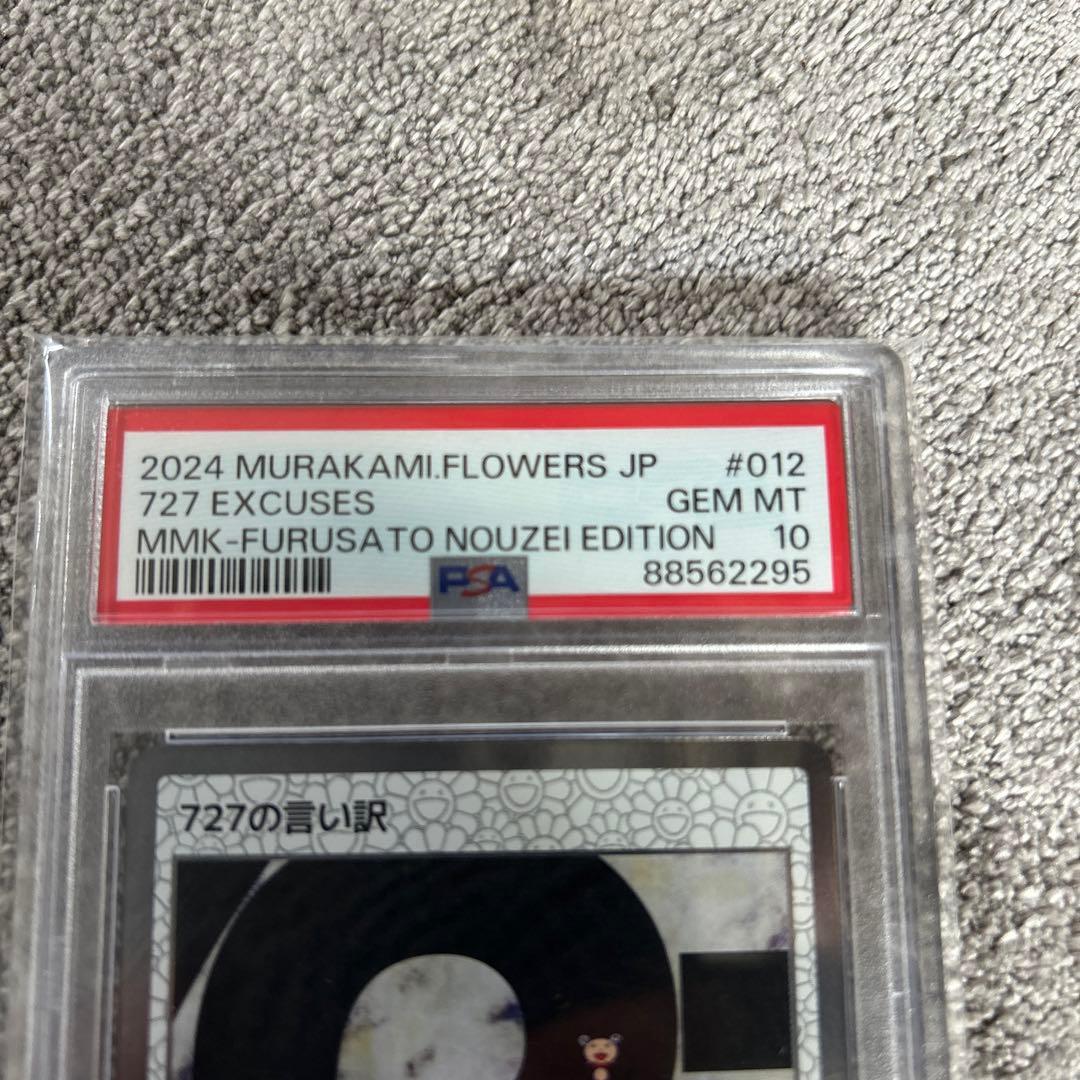 2024 MURAKAMI.FLOWERS JP #012
727 EXCUSES GEM MT
MMK-FURUSATO NOUZEI EDITION 10
PSA 88562295
727の言い訳